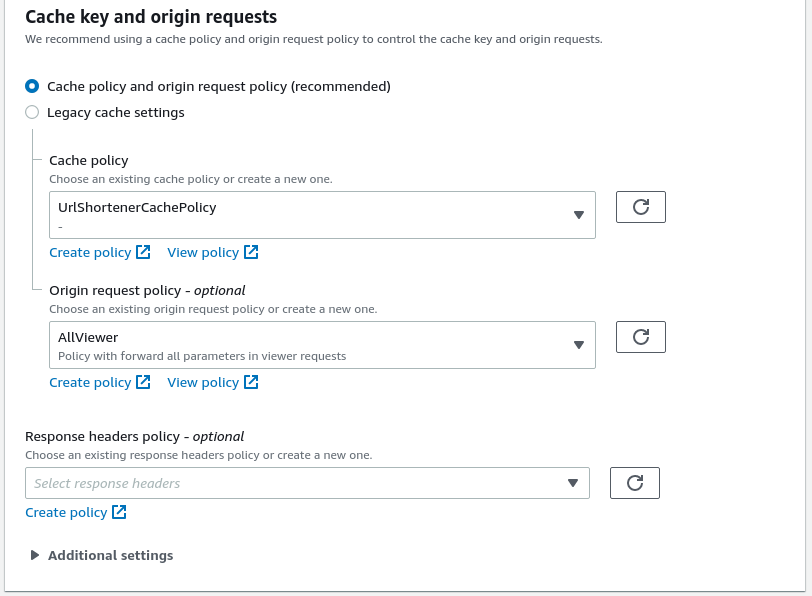 Cache key and origin requests
We recommend using a cache policy and origin request policy to control the cache key and origin requests.
Cache policy and origin request policy (recommended)
Legacy cache settings
Cache policy
Choose an existing cache policy or create a new one.
UrlShortenerCachePolicy
-
Create policy View policy
Origin request policy - optional
Choose an existing origin request policy or create a new one.
AllViewer
Policy with forward all parameters in viewer requests
Create policy View policy
Response headers policy - optional
Choose an existing response headers policy or create a new one.
Select response headers
Create policy
Additional settings